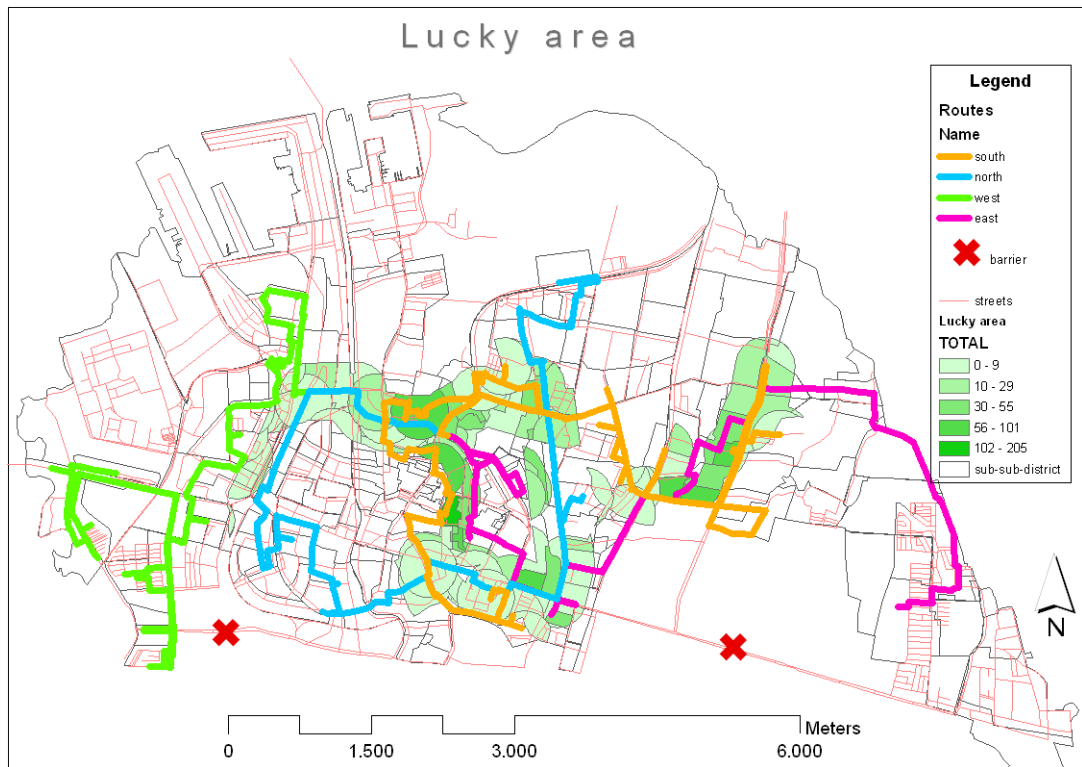 Lucky area
Legend
Routes
Name
south
north
west
east
barrier
streets
Lucky area
TOTAL
0 - 9
10 - 29
30 - 55
56 - 101
102 - 205
sub-sub-district
N
Meters
0 1.500 3.000 6.000